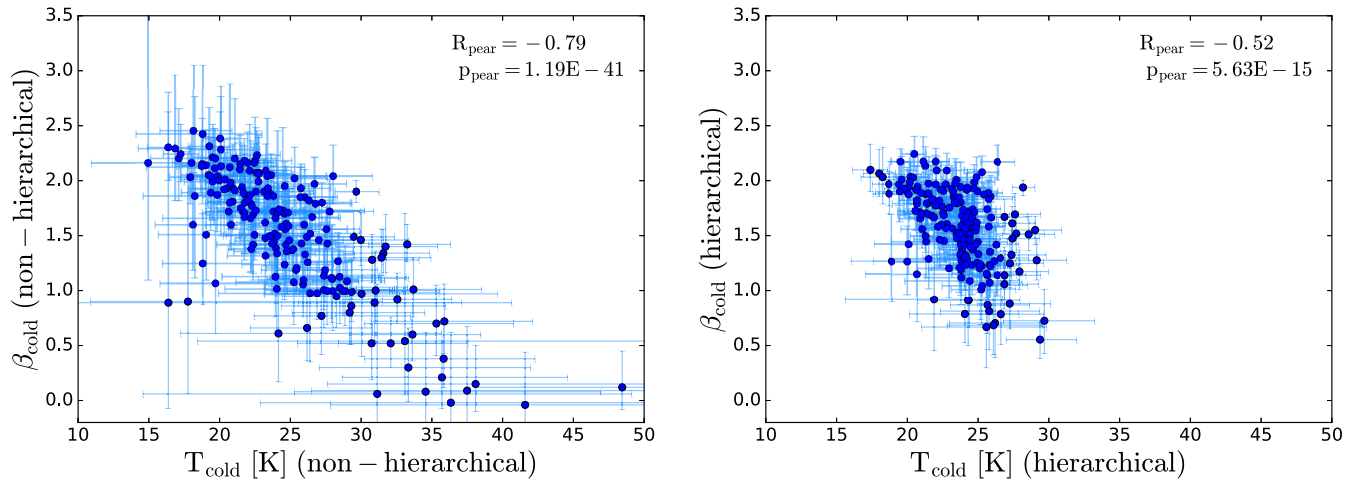 R_pear = −0.79
p_pear = 1.19E − 41
3.5
3.0
2.5
2.0
1.5
1.0
0.5
0.0
β_cold (non − hierarchical)
10 15 20 25 30 35 40 45 50
T_cold [K] (non − hierarchical)
R_pear = −0.52
p_pear = 5.63E − 15
3.5
3.0
2.5
2.0
1.5
1.0
0.5
0.0
β_cold (hierarchical)
10 15 20 25 30 35 40 45 50
T_cold [K] (hierarchical)